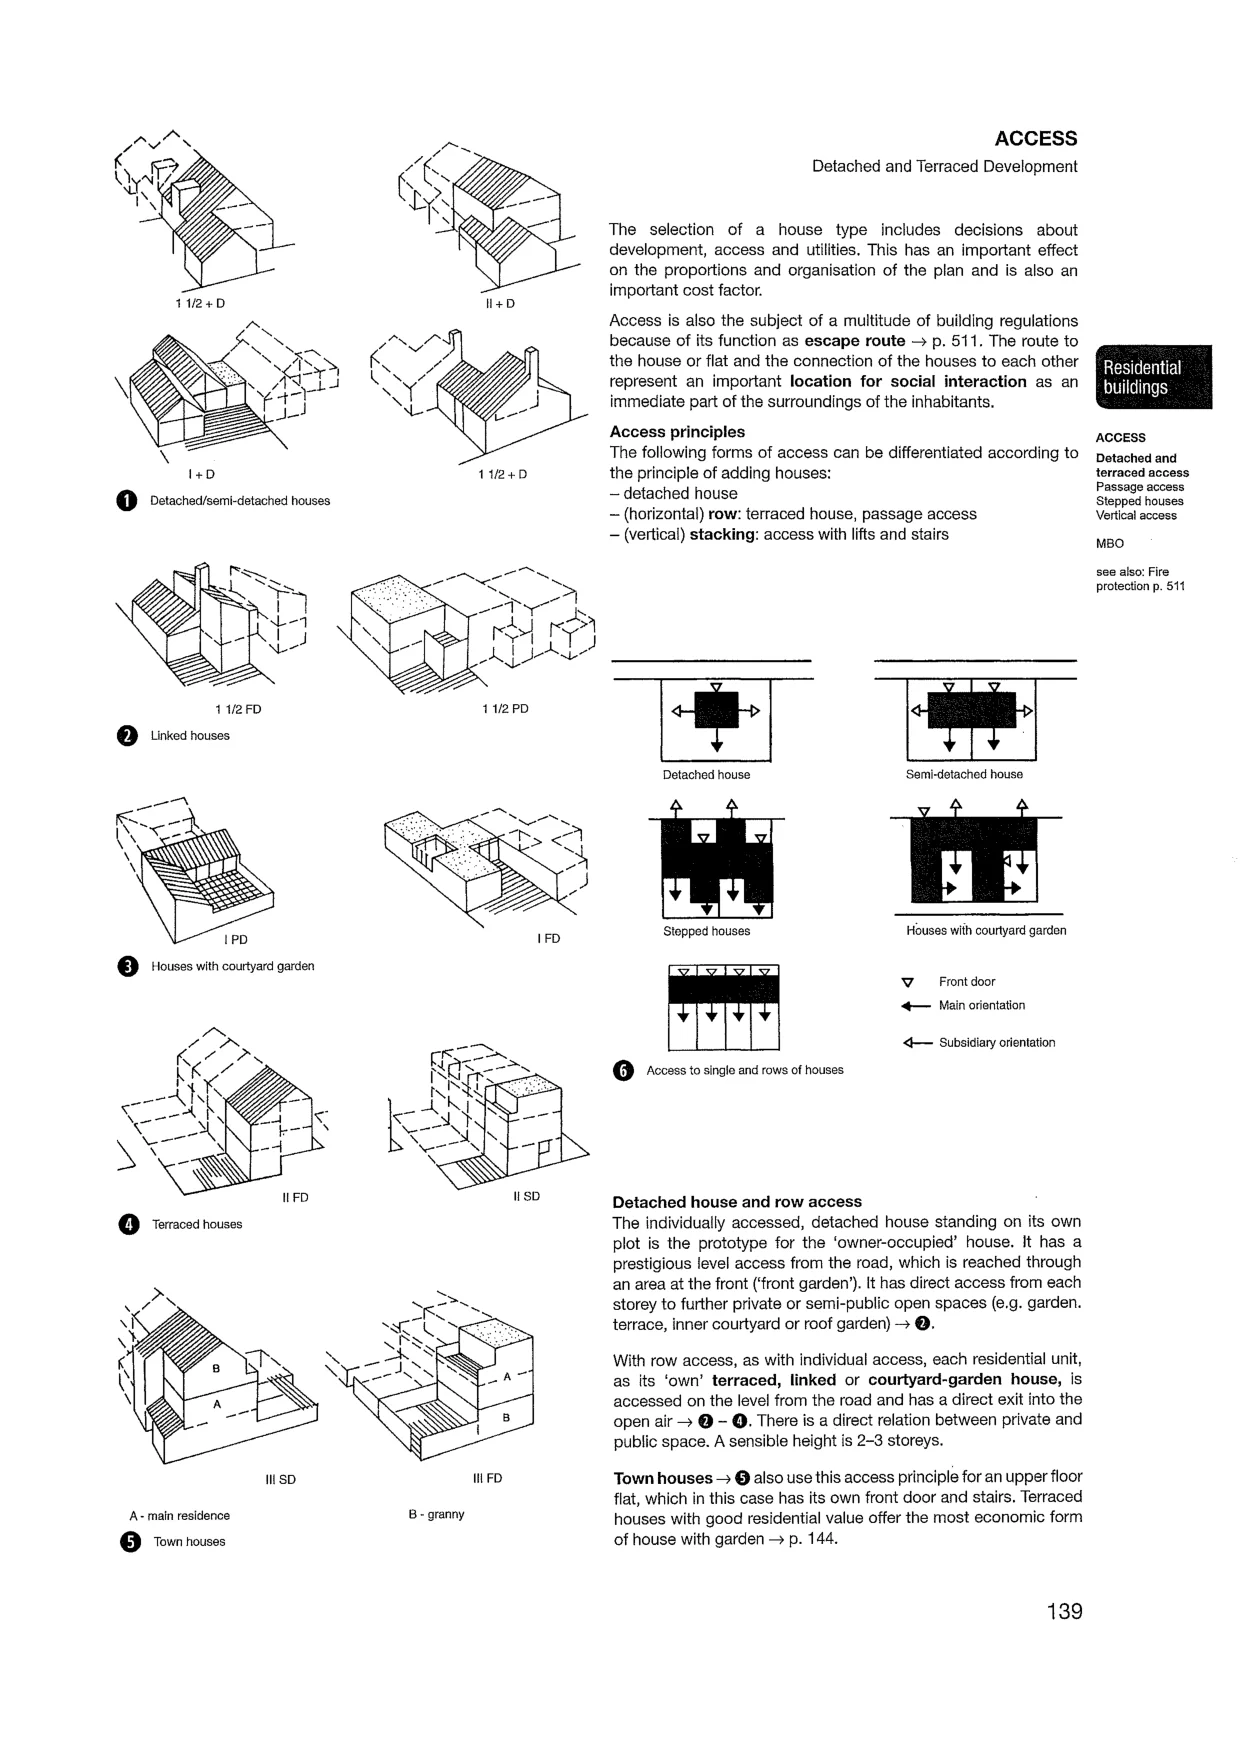 ACCESS
Detached and Terraced Development
1 1/2 + D
II + D
I + D
1 1/2 + D
1 Detached/semi-detached houses
1 1/2 FD
1 1/2 PD
2 Linked houses
I PD
I FD
3 Houses with courtyard garden
II FD
II SD
4 Terraced houses
B
A
A
B
III SD
III FD
A - main residence
B - granny
5 Town houses
The selection of a house type includes decisions about
development, access and utilities. This has an important effect
on the proportions and organisation of the plan and is also an
important cost factor.
Access is also the subject of a multitude of building regulations
because of its function as escape route → p. 511. The route to
the house or flat and the connection of the houses to each other
represent an important location for social interaction as an
immediate part of the surroundings of the inhabitants.
Access principles
The following forms of access can be differentiated according to
the principle of adding houses:
– detached house
– (horizontal) row: terraced house, passage access
– (vertical) stacking: access with lifts and stairs
Detached house
Semi-detached house
Stepped houses
Houses with courtyard garden
Front door
Main orientation
Subsidiary orientation
6 Access to single and rows of houses
Detached house and row access
The individually accessed, detached house standing on its own
plot is the prototype for the ‘owner-occupied’ house. It has a
prestigious level access from the road, which is reached through
an area at the front (‘front garden’). It has direct access from each
storey to further private or semi-public open spaces (e.g. garden.
terrace, inner courtyard or roof garden) → 2.
With row access, as with individual access, each residential unit,
as its ‘own’ terraced, linked or courtyard-garden house, is
accessed on the level from the road and has a direct exit into the
open air → 2 – 4. There is a direct relation between private and
public space. A sensible height is 2–3 storeys.
Town houses → 5 also use this access principle for an upper floor
flat, which in this case has its own front door and stairs. Terraced
houses with good residential value offer the most economic form
of house with garden → p. 144.
Residential
buildings
ACCESS
Detached and
terraced access
Passage access
Stepped houses
Vertical access
MBO
see also: Fire
protection p. 511
139